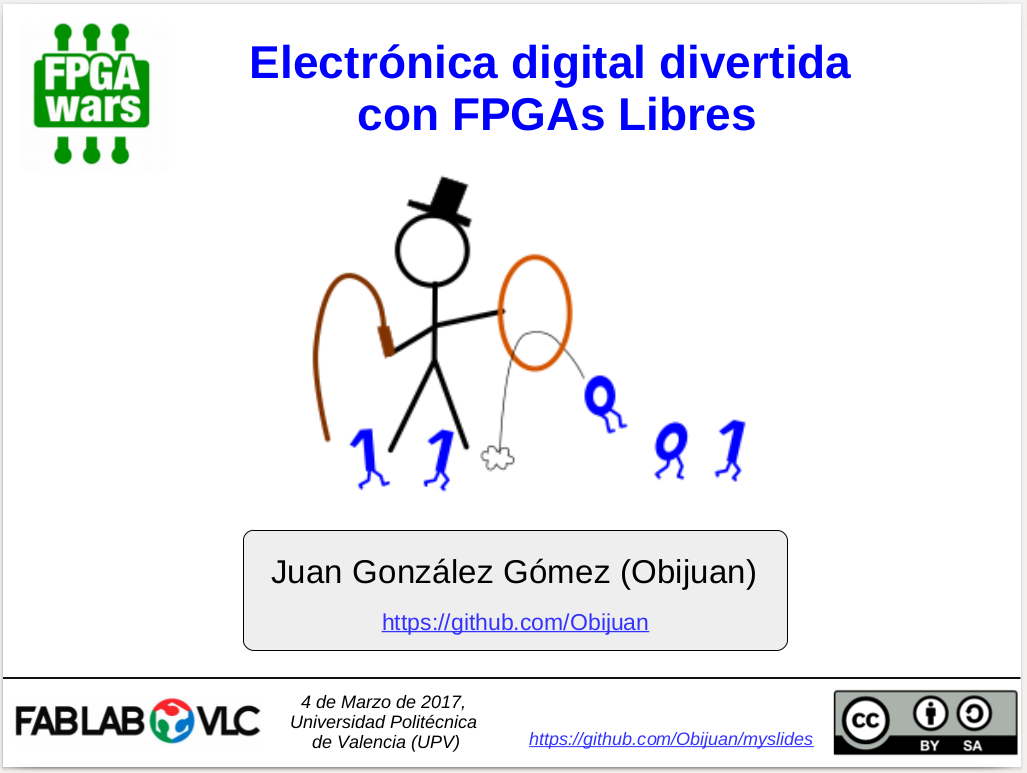 FPGA
wars
Electrónica digital divertida
con FPGAs Libres
1 1 0 0 1
Juan González Gómez (Obijuan)
https://github.com/Obijuan
FABLAB VLC
4 de Marzo de 2017,
Universidad Politécnica
de Valencia (UPV)
https://github.com/Obijuan/myslides
cc
BY SA